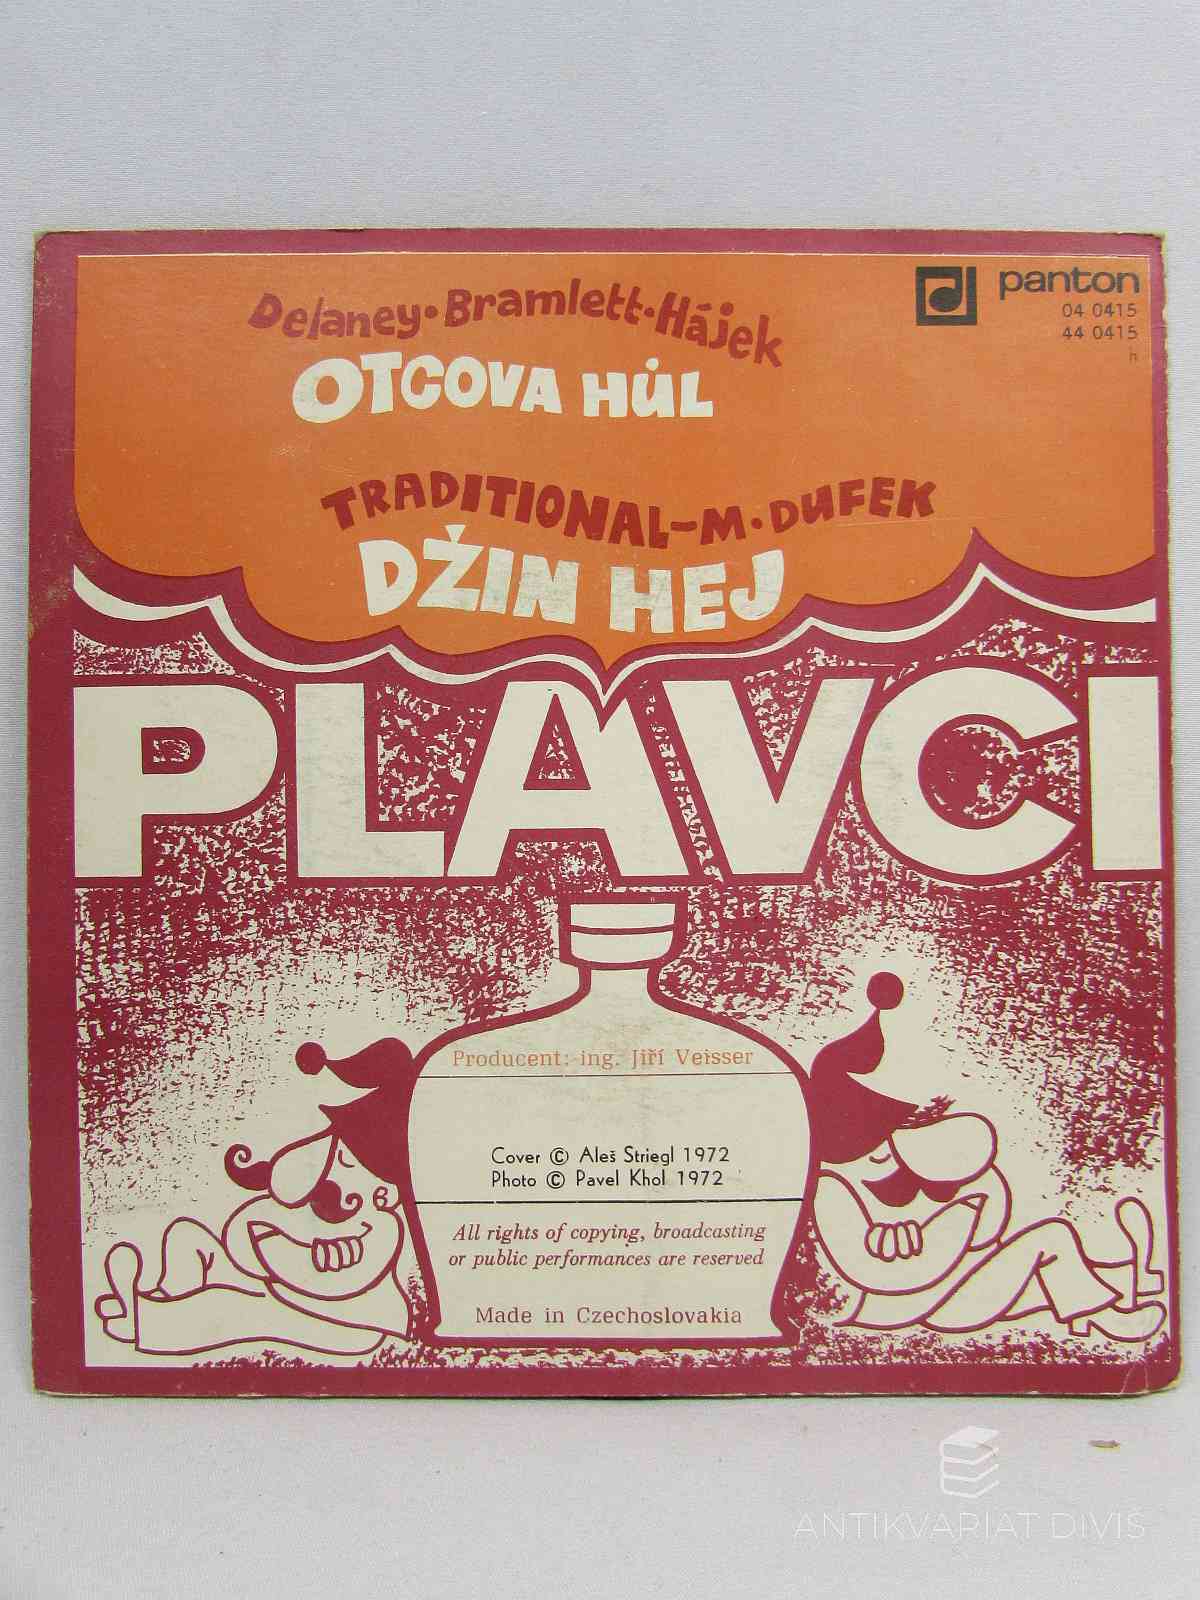 Delaney·Bramlett·Hájek
OTCOVA HŮL
panton
04 0415
44 0415
h
TRADITIONAL–M·DUFEK
DŽIN HEJ
PLAVCI
Producent: ing. Jiří Veisser
Cover © Aleš Striegl 1972
Photo © Pavel Khol 1972
All rights of copying, broadcasting
or public performances are reserved
Made in Czechoslovakia
ANTIKVARIAT DIVIŠ